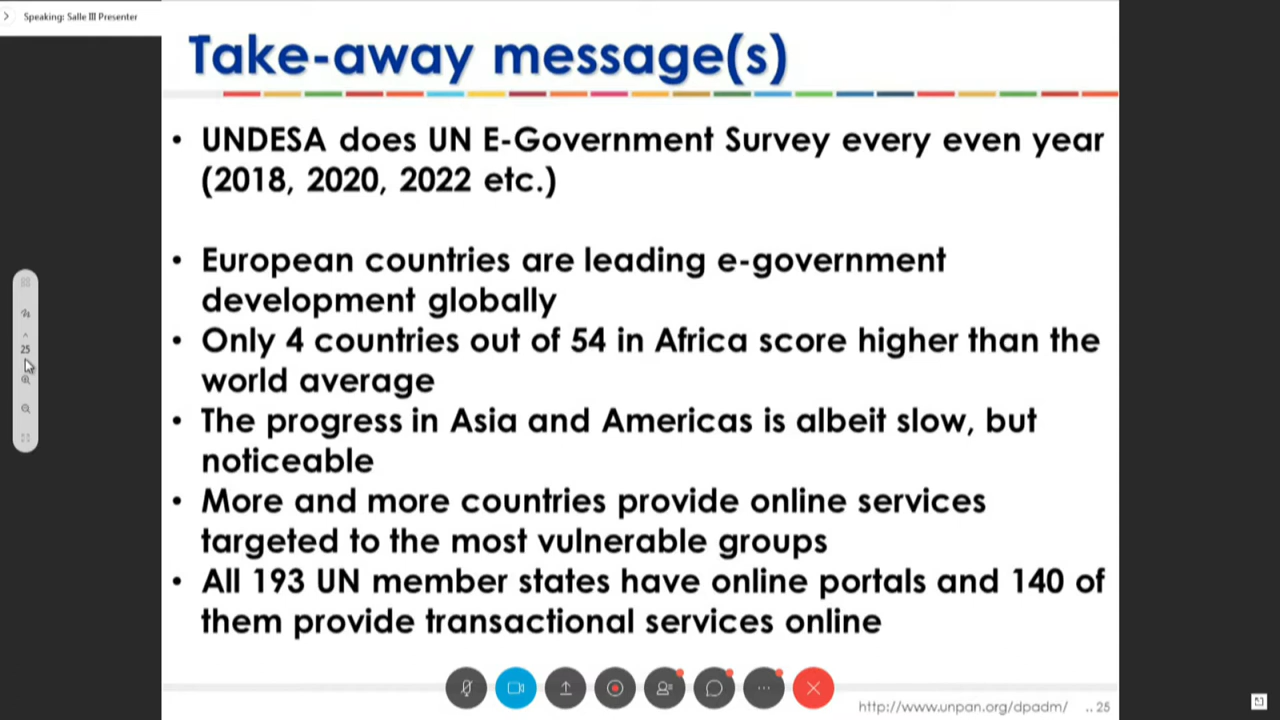 Speaking: Salle III Presenter
Take-away message(s)
• UNDESA does UN E-Government Survey every even year
(2018, 2020, 2022 etc.)
• European countries are leading e-government
development globally
• Only 4 countries out of 54 in Africa score higher than the
world average
• The progress in Asia and Americas is albeit slow, but
noticeable
• More and more countries provide online services
targeted to the most vulnerable groups
• All 193 UN member states have online portals and 140 of
them provide transactional services online
25
http://www.unpan.org/dpadm/ .. 25